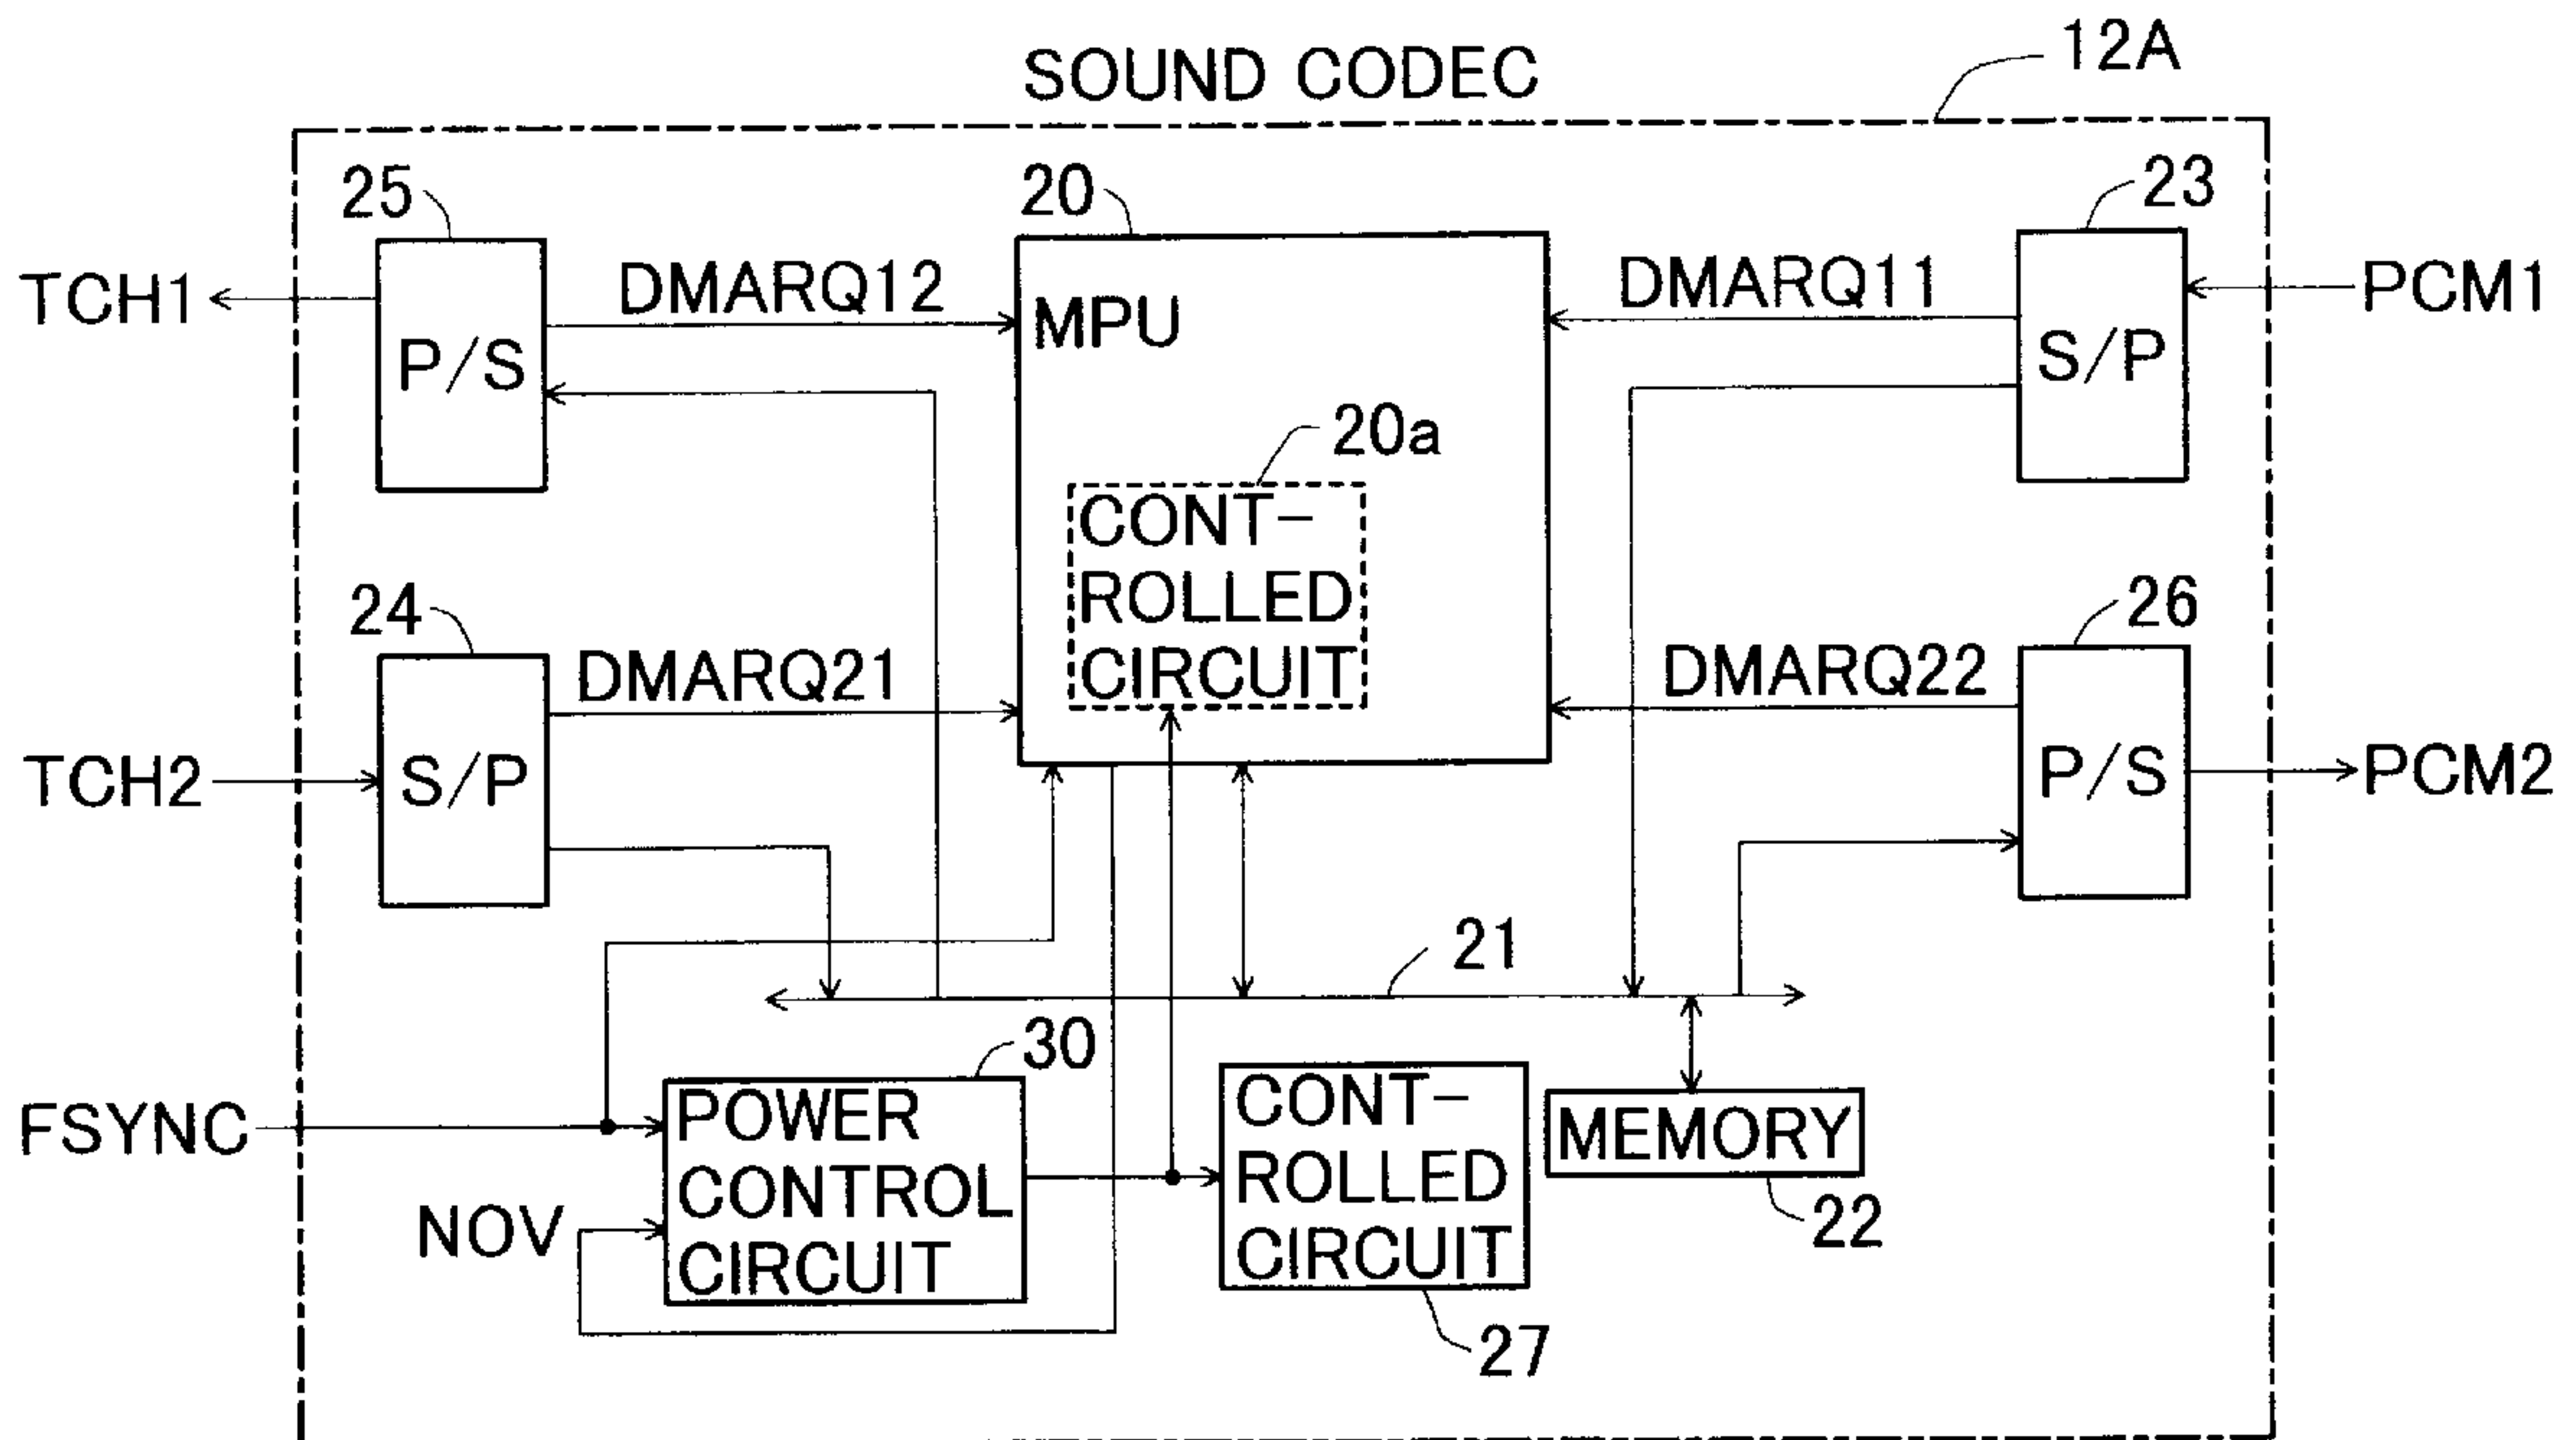 SOUND CODEC
12A
25
20
23
TCH1
DMARQ12
MPU
DMARQ11
PCM1
P/S
S/P
20a
CONT-
ROLLED
CIRCUIT
24
26
DMARQ21
DMARQ22
TCH2
S/P
P/S
PCM2
21
30
FSYNC
POWER
CONTROL
CIRCUIT
CONT-
ROLLED
CIRCUIT
MEMORY
NOV
22
27